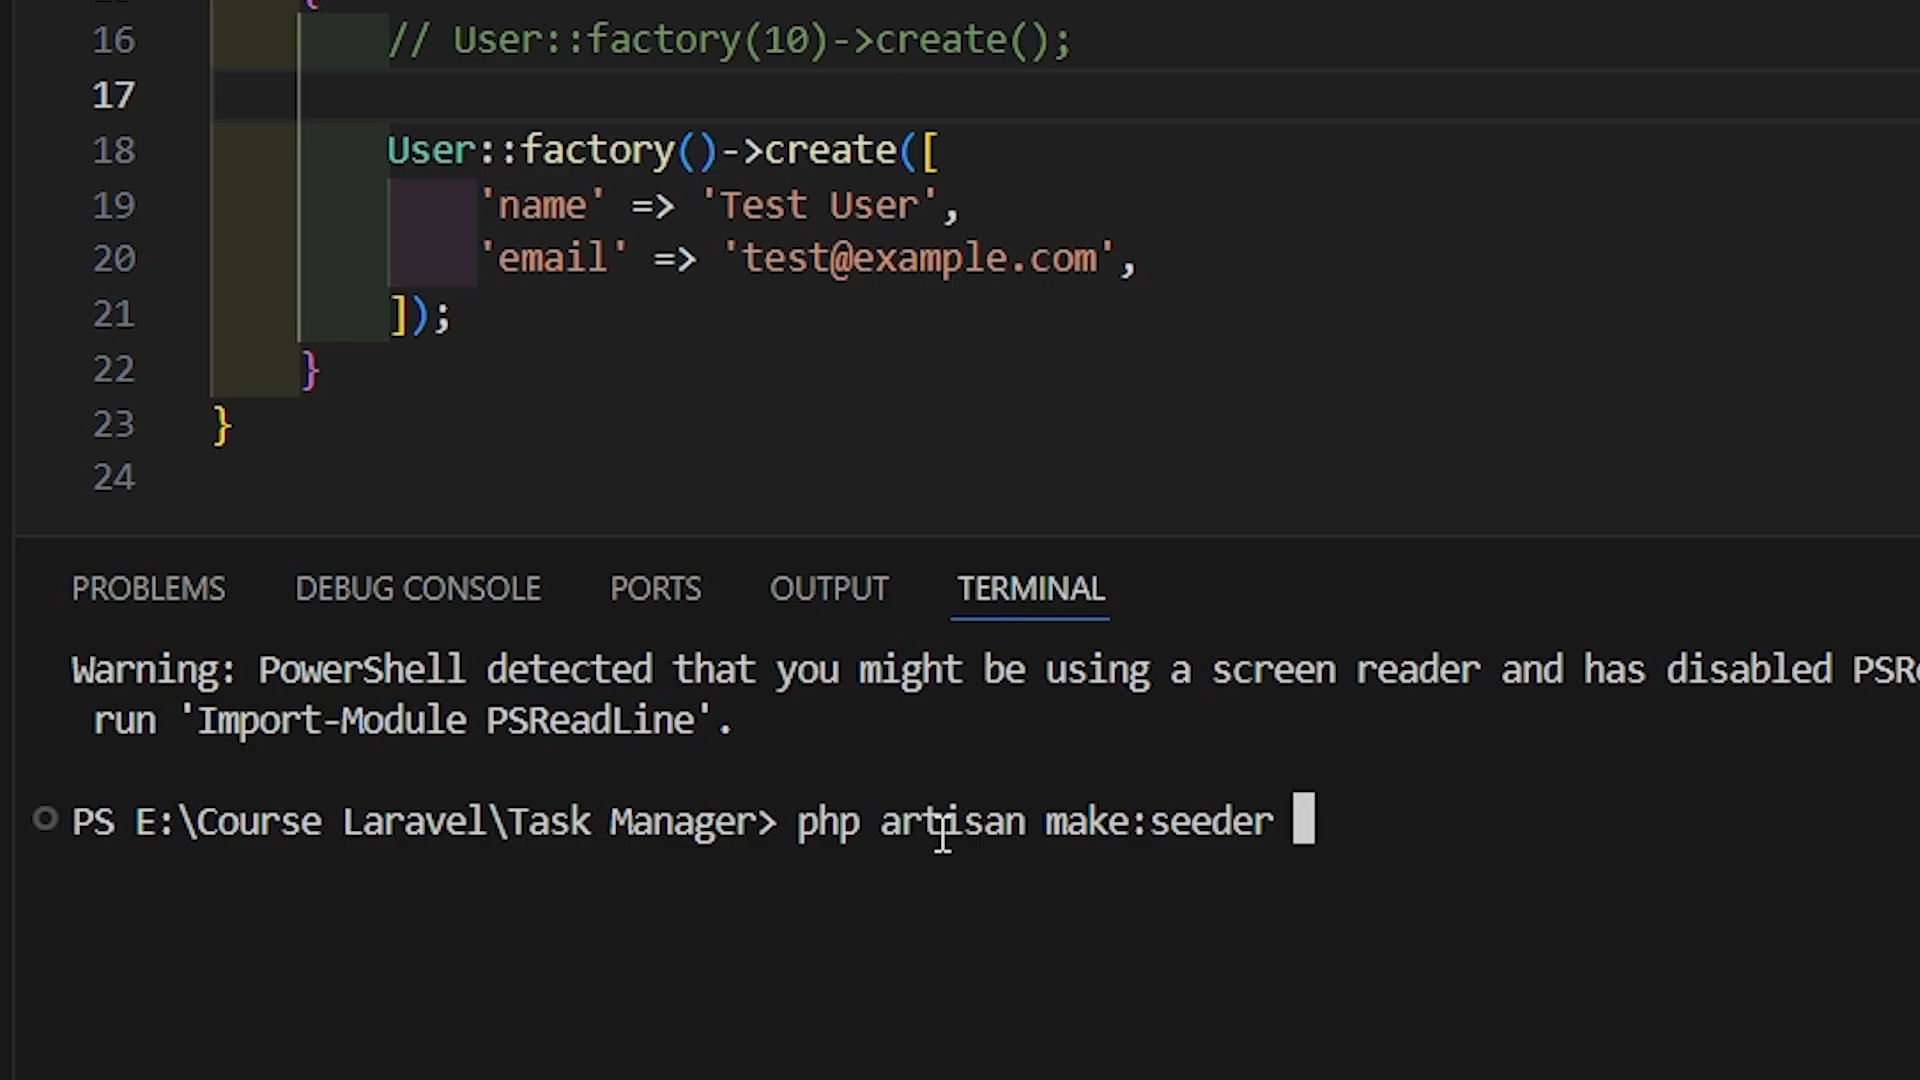 16 // User::factory(10)->create();
17
18 User::factory()->create([
19 'name' => 'Test User',
20 'email' => 'test@example.com',
21 ]);
22 }
23 }
24
PROBLEMS DEBUG CONSOLE PORTS OUTPUT TERMINAL
Warning: PowerShell detected that you might be using a screen reader and has disabled
run 'Import-Module PSReadLine'.
PS E:\Course Laravel\Task Manager> php artisan make:seeder